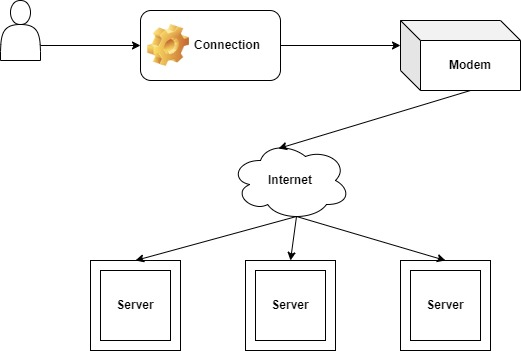 Connection
Modem
Internet
Server
Server
Server